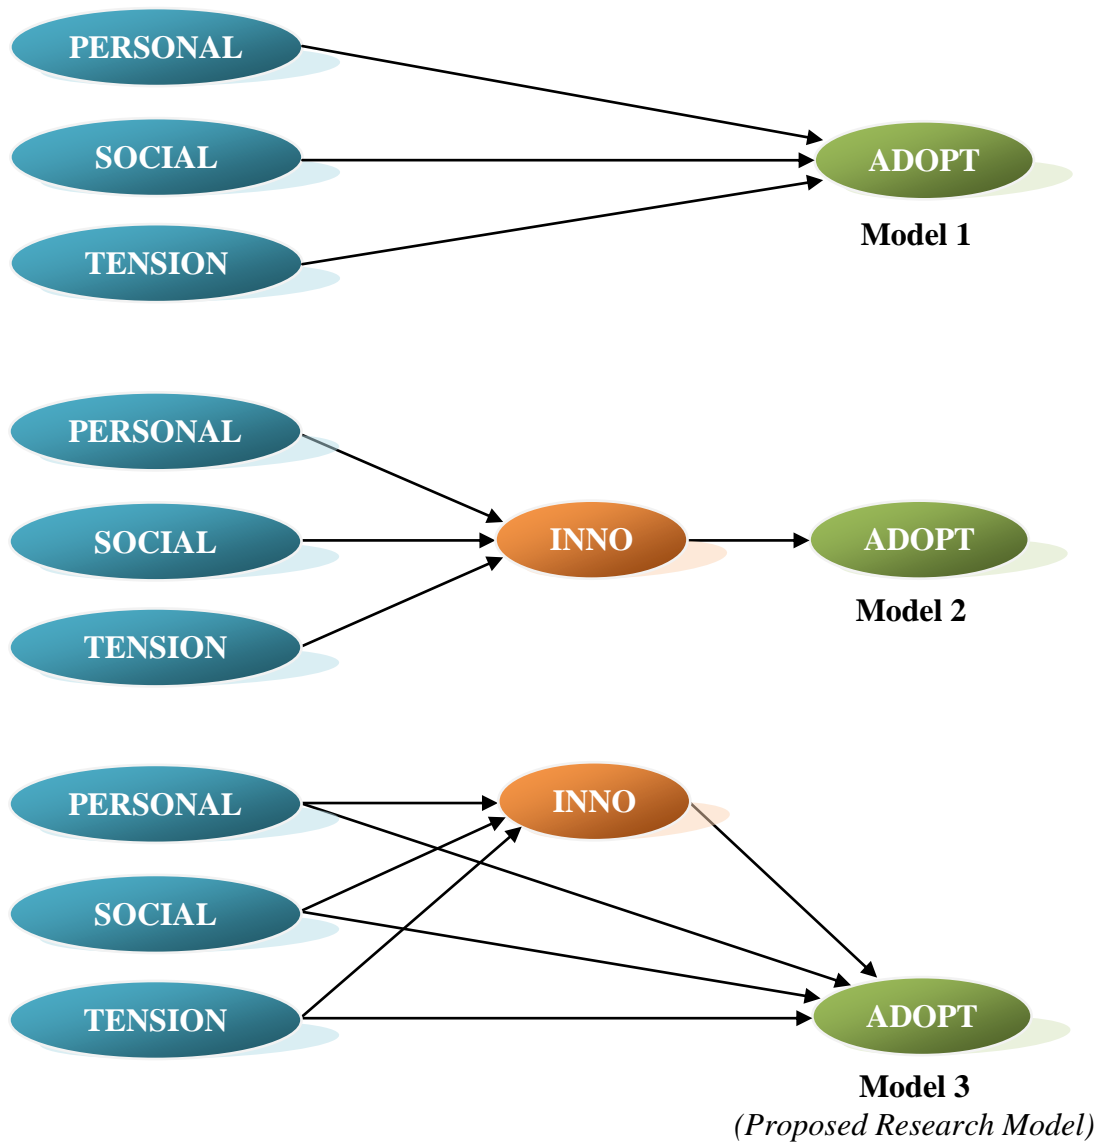 PERSONAL
SOCIAL
ADOPT
TENSION
Model 1
PERSONAL
SOCIAL
INNO
ADOPT
TENSION
Model 2
PERSONAL
INNO
SOCIAL
TENSION
ADOPT
Model 3
(Proposed Research Model)